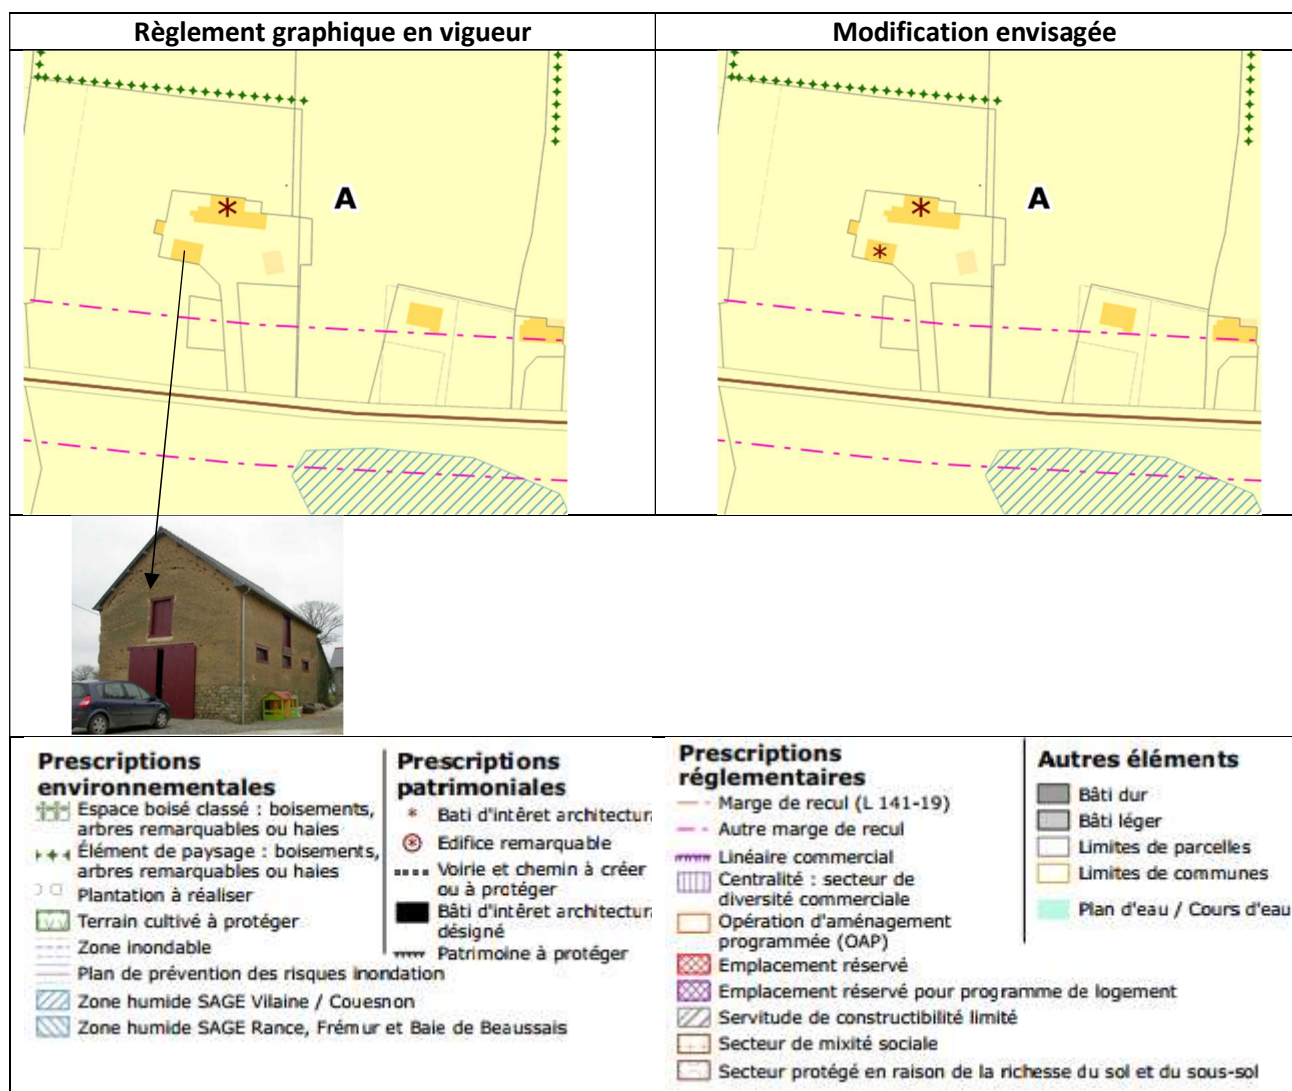 Règlement graphique en vigueur
Modification envisagée
A
A
Prescriptions
environnementales
Espace boisé classé : boisements,
arbres remarquables ou haies
Élément de paysage : boisements,
arbres remarquables ou haies
Plantation à réaliser
Terrain cultivé à protéger
Zone inondable
Plan de prévention des risques inondation
Zone humide SAGE Vilaine / Couesnon
Zone humide SAGE Rance, Frémur et Baie de Beaussais
Prescriptions
patrimoniales
Bati d'intêret architectura
Edifice remarquable
Voirie et chemin à créer
ou à protéger
Bâti d'intêret architectura
désigné
Patrimoine à protéger
Prescriptions
réglementaires
Marge de recul (L 141-19)
Autre marge de recul
Linéaire commercial
Centralité : secteur de
diversité commerciale
Opération d'aménagement
programmée (OAP)
Emplacement réservé
Emplacement réservé pour programme de logement
Servitude de constructibilité limité
Secteur de mixité sociale
Secteur protégé en raison de la richesse du sol et du sous-sol
Autres éléments
Bâti dur
Bâti léger
Limites de parcelles
Limites de communes
Plan d'eau / Cours d'eau